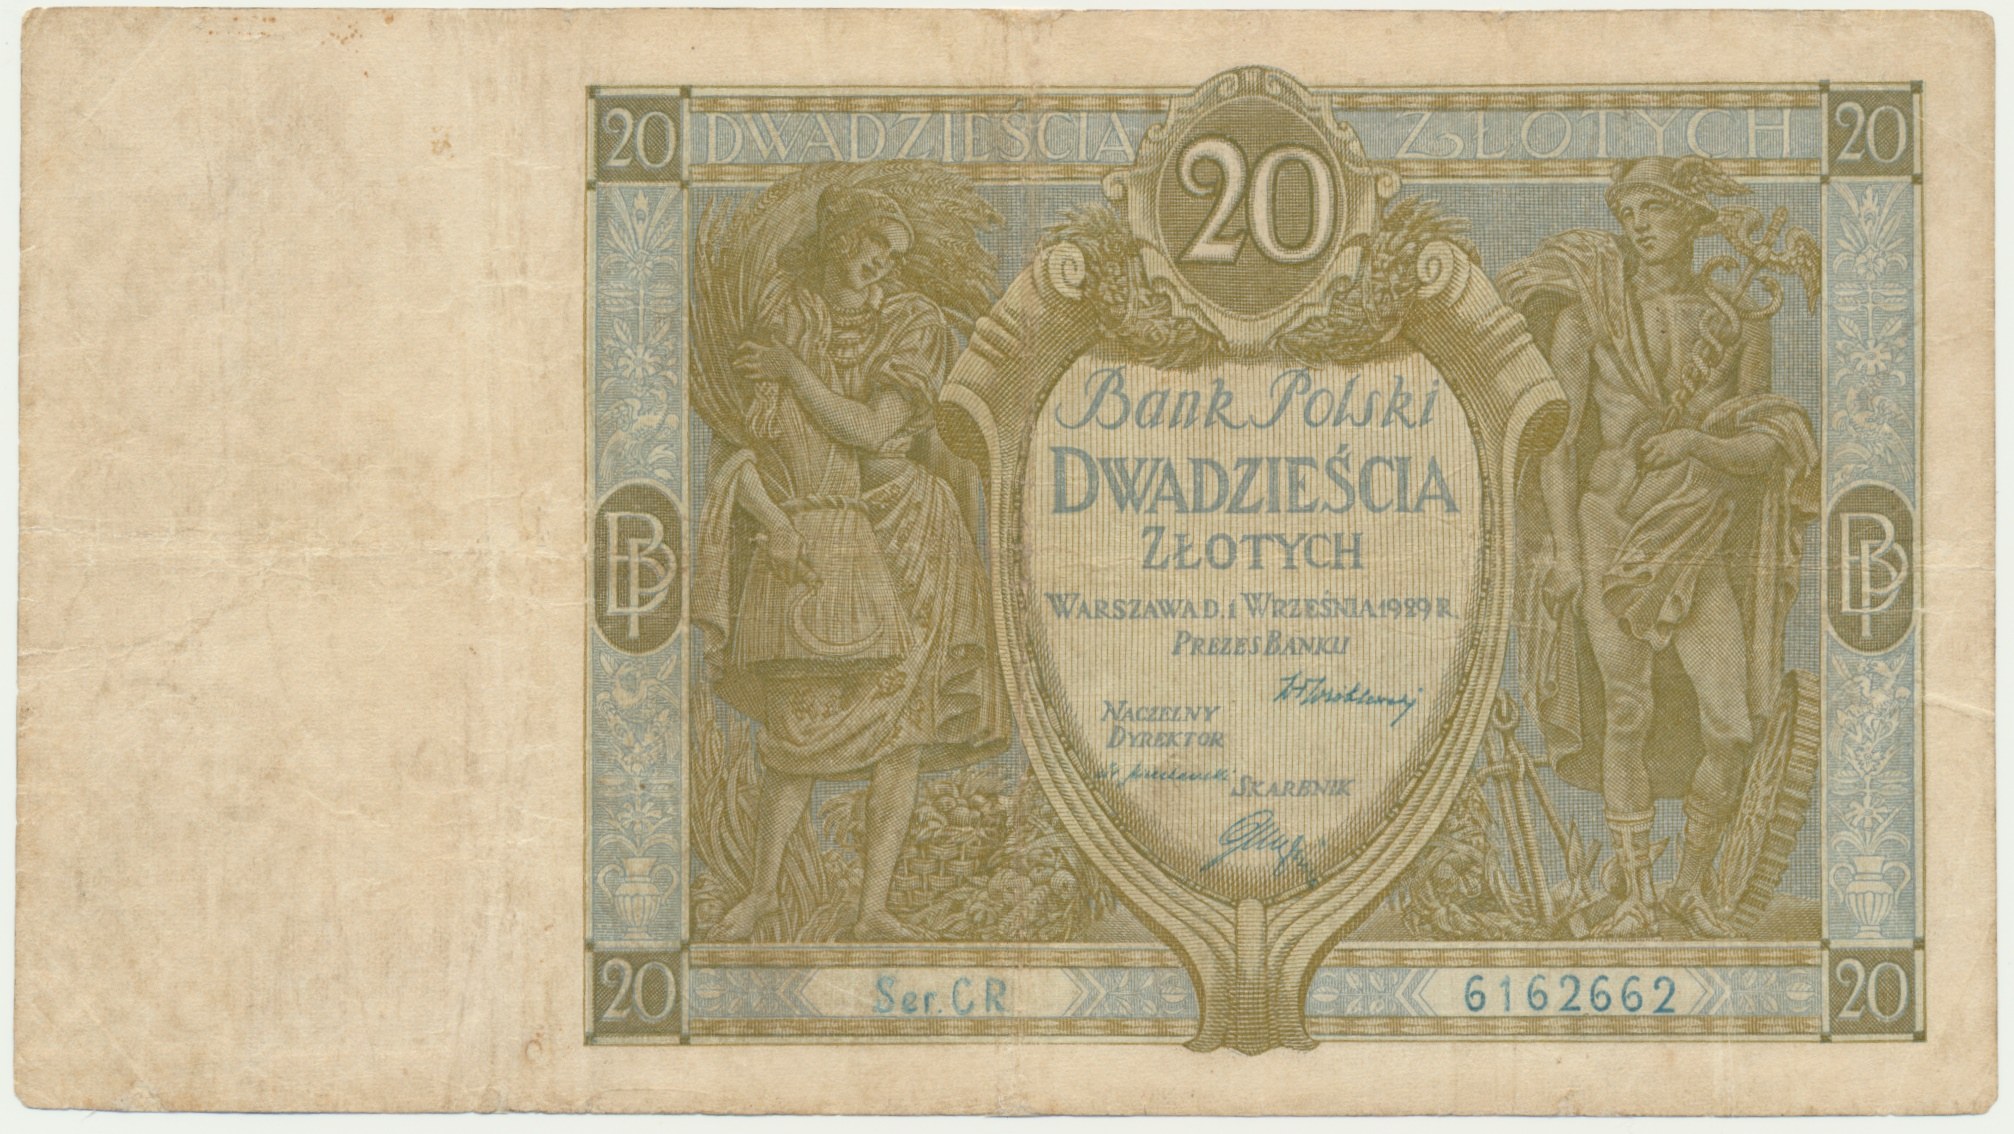 20 DWADZIEŚCIA 20 ZŁOTYCH 20
Bank Polski
DWADZIEŚCIA
ZŁOTYCH
BP BP
WARSZAWA D. 1 WRZEŚNIA 1929 R.
PREZES BANKU
NACZELNY
DYREKTOR
SKARBNIK
20 Ser. CR 6162662 20